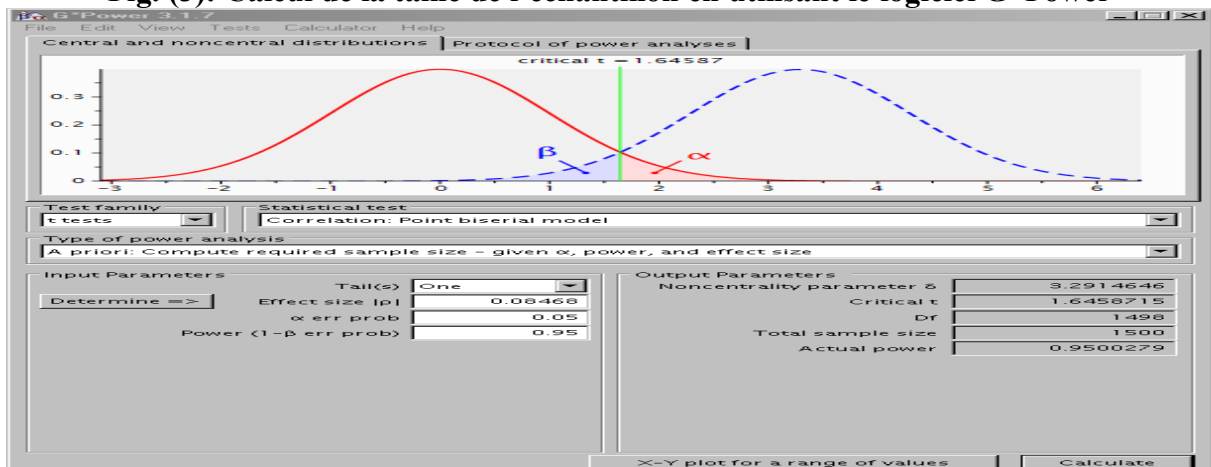 Fig. (5): Calcul de la taille de l'échantillon en utilisant le logiciel G*Power
G*Power 3.1.7
File Edit View Tests Calculator Help
Central and noncentral distributions Protocol of power analyses
critical t = 1.64587
0.3
0.2
0.1
0
β
α
-3 -2 -1 0 1 2 3 4 5 6
Test family Statistical test
t tests Correlation: Point biserial model
Type of power analysis
A priori: Compute required sample size - given α, power, and effect size
Input Parameters Output Parameters
Tail(s) One Noncentrality parameter δ 3.2914646
Determine => Effect size |ρ| 0.08468 Critical t 1.6458715
α err prob 0.05 Df 1498
Power (1-β err prob) 0.95 Total sample size 1500
Actual power 0.9500279
X-Y plot for a range of values Calculate